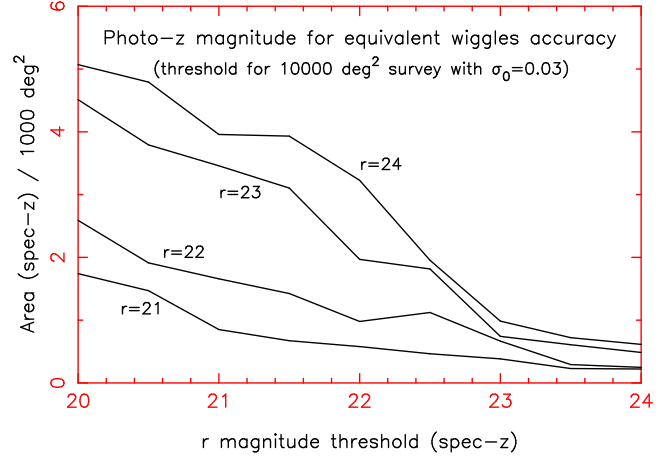 Photo-z magnitude for equivalent wiggles accuracy
(threshold for 10000 deg² survey with σ₀=0.03)
6
4
2
0
Area (spec-z) / 1000 deg²
r=24
r=23
r=22
r=21
20 21 22 23 24
r magnitude threshold (spec-z)